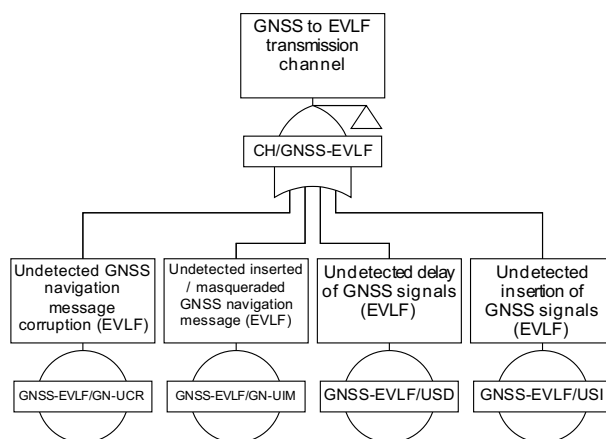 GNSS to EVLF
transmission
channel
CH/GNSS-EVLF
Undetected GNSS
navigation
message
corruption (EVLF)
Undetected inserted
/ masqueraded
GNSS navigation
message (EVLF)
Undetected delay
of GNSS signals
(EVLF)
Undetected
insertion of
GNSS signals
(EVLF)
GNSS-EVLF/GN-UCR
GNSS-EVLF/GN-UIM
GNSS-EVLF/USD
GNSS-EVLF/USI